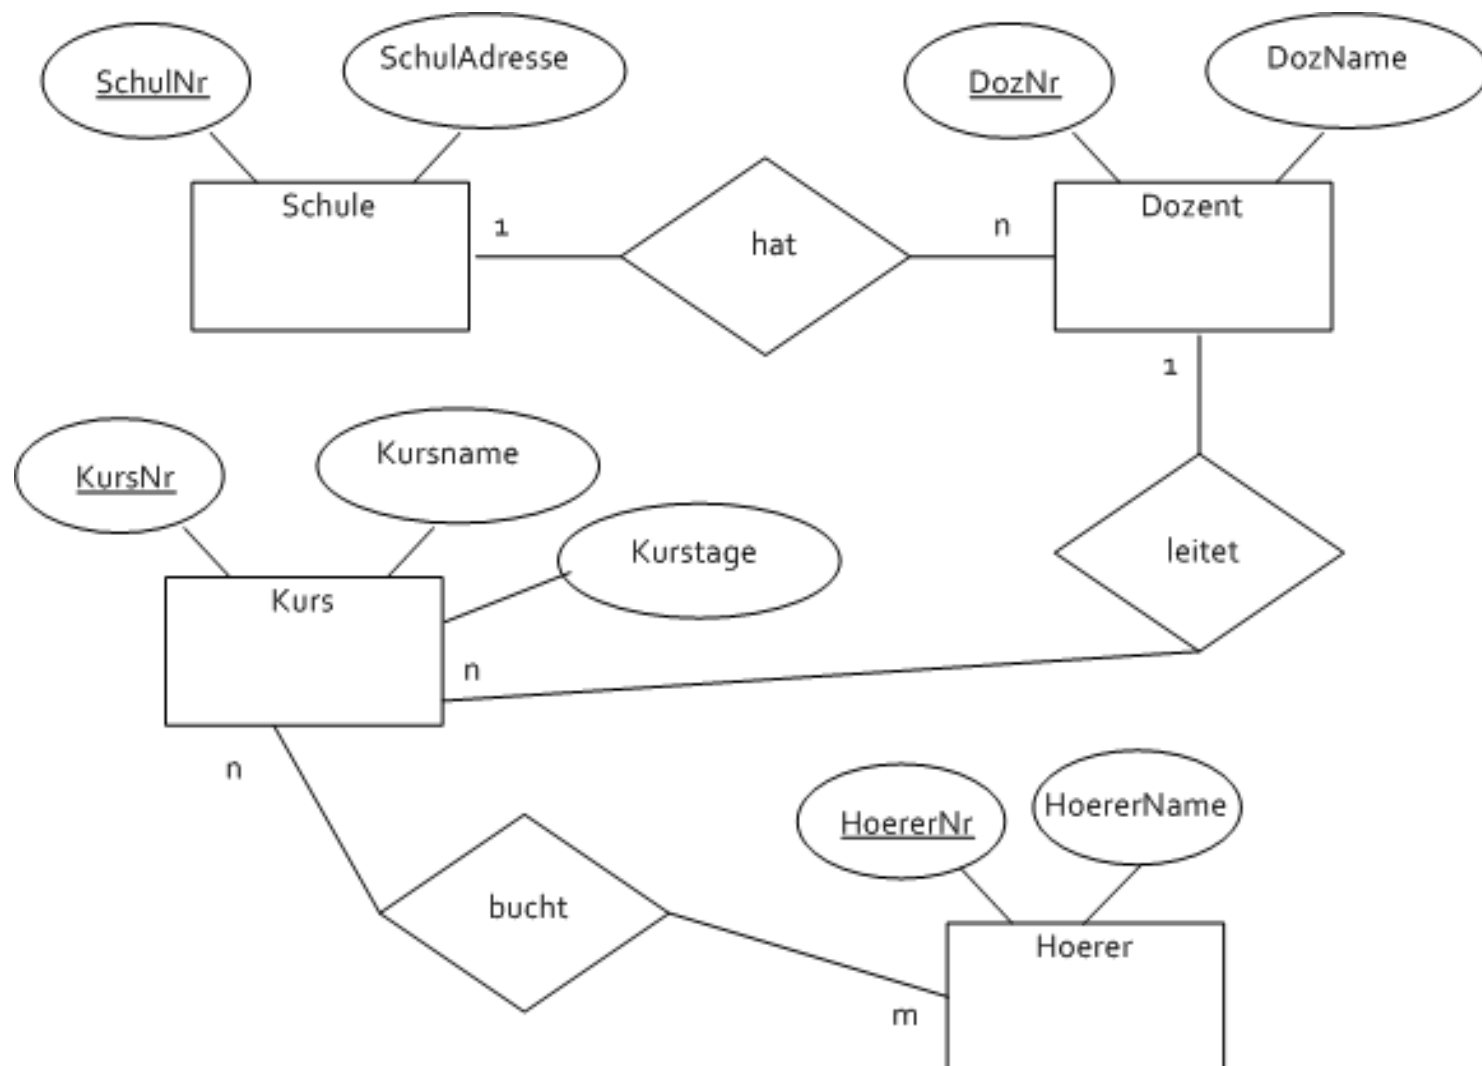 SchulNr
SchulAdresse
DozNr
DozName
Schule
1
hat
n
Dozent
1
KursNr
Kursname
Kurstage
leitet
Kurs
n
n
HoererNr
HoererName
bucht
Hoerer
m